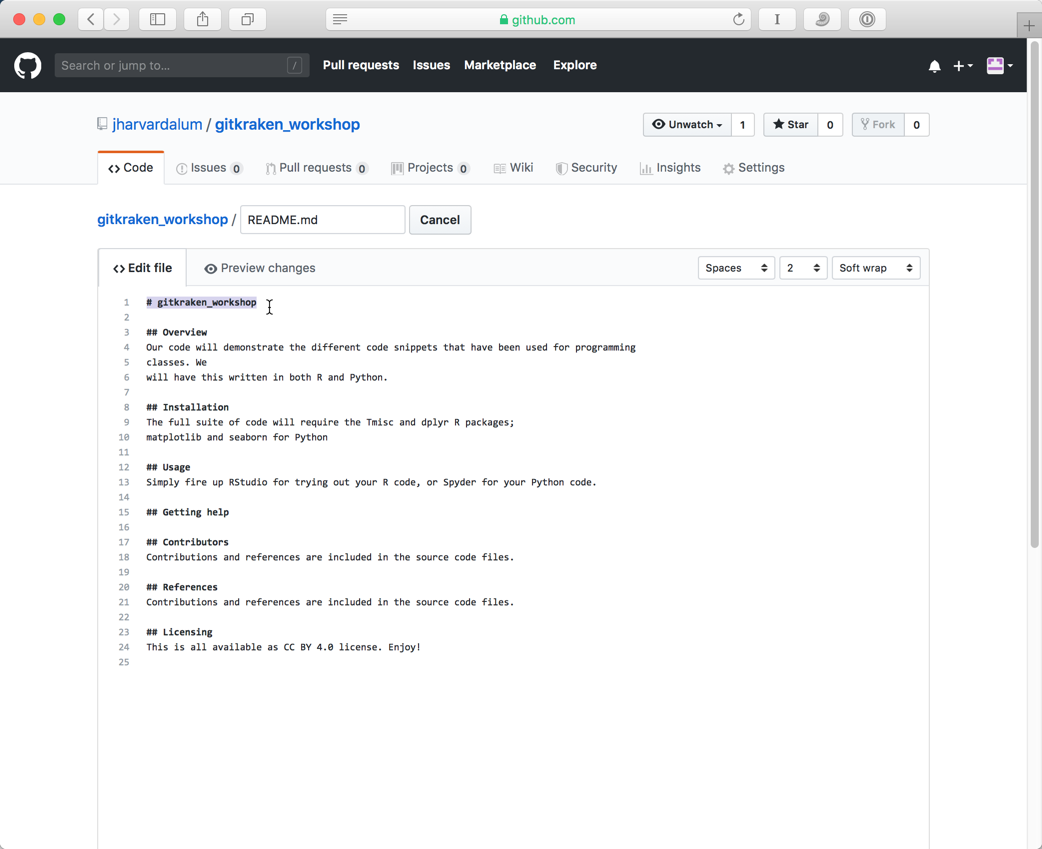 github.com
Search or jump to... /
Pull requests Issues Marketplace Explore
jharvardalum / gitkraken_workshop
Unwatch 1 Star 0 Fork 0
Code Issues 0 Pull requests 0 Projects 0 Wiki Security Insights Settings
gitkraken_workshop / README.md Cancel
Edit file Preview changes Spaces 2 Soft wrap
1 # gitkraken_workshop
2
3 ## Overview
4 Our code will demonstrate the different code snippets that have been used for programming
5 classes. We
6 will have this written in both R and Python.
7
8 ## Installation
9 The full suite of code will require the Tmisc and dplyr R packages;
10 matplotlib and seaborn for Python
11
12 ## Usage
13 Simply fire up RStudio for trying out your R code, or Spyder for your Python code.
14
15 ## Getting help
16
17 ## Contributors
18 Contributions and references are included in the source code files.
19
20 ## References
21 Contributions and references are included in the source code files.
22
23 ## Licensing
24 This is all available as CC BY 4.0 license. Enjoy!
25